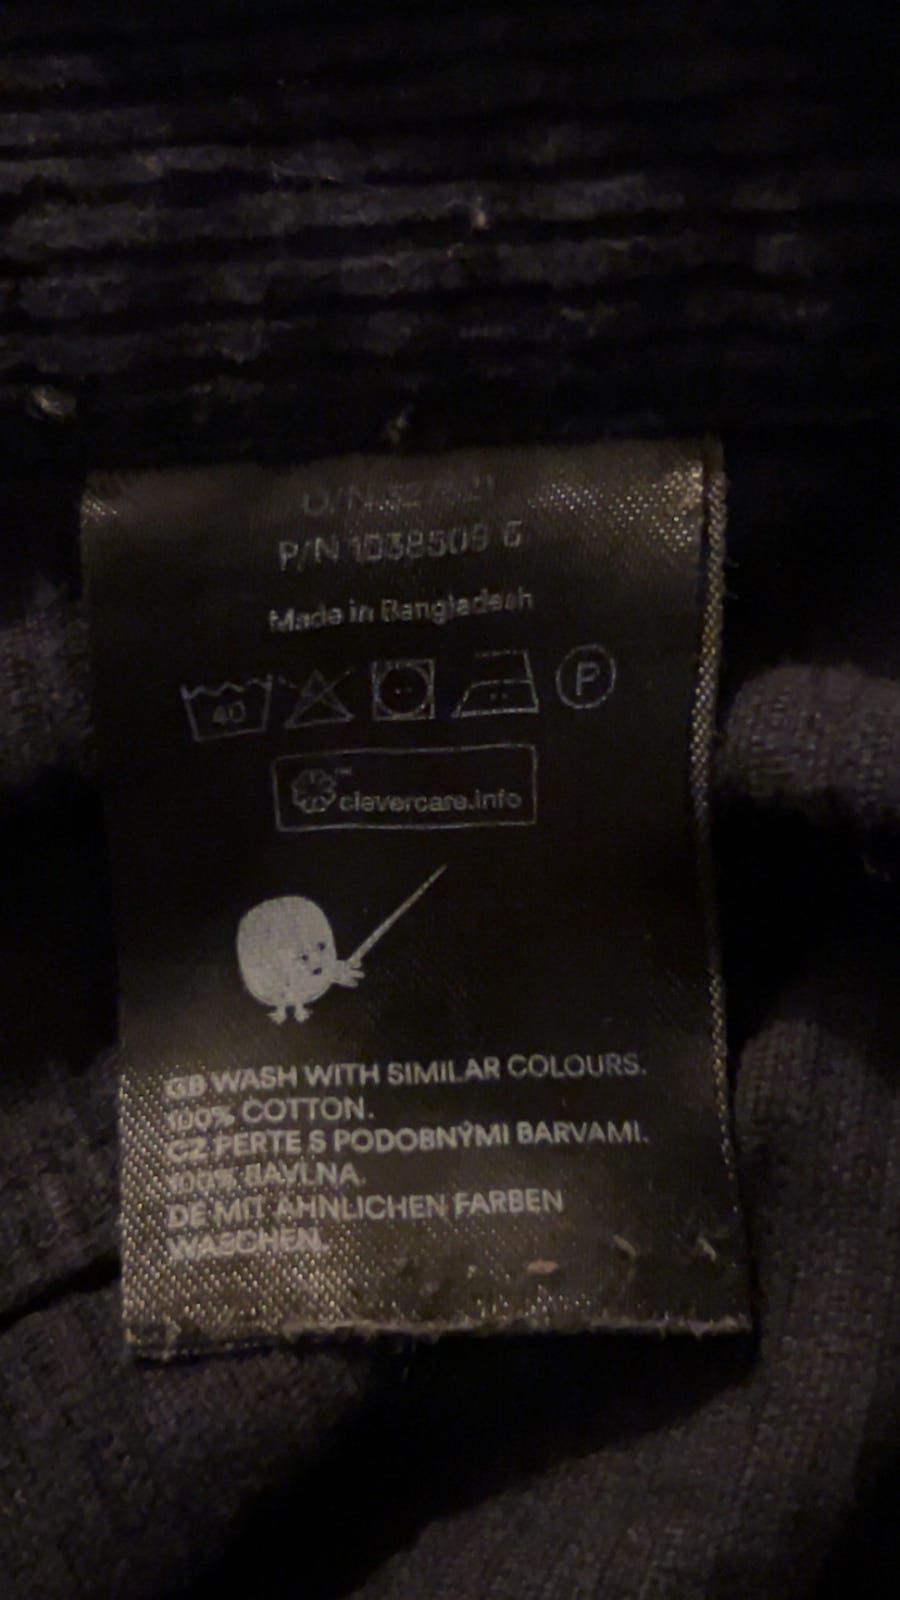 P/N 1038509 6
Made in Bangladesh
40
P
clevercare.info
GB WASH WITH SIMILAR COLOURS.
100% COTTON.
CZ PERTE S PODOBNÝMI BARVAMI.
100% BAVLNA.
DE MIT ÄHNLICHEN FARBEN
WASCHEN.